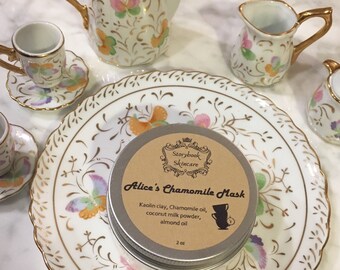 Storybook
Skincare
Alice's Chamomile Mask
Kaolin clay, Chamomile oil,
coconut milk powder,
almond oil
2 oz